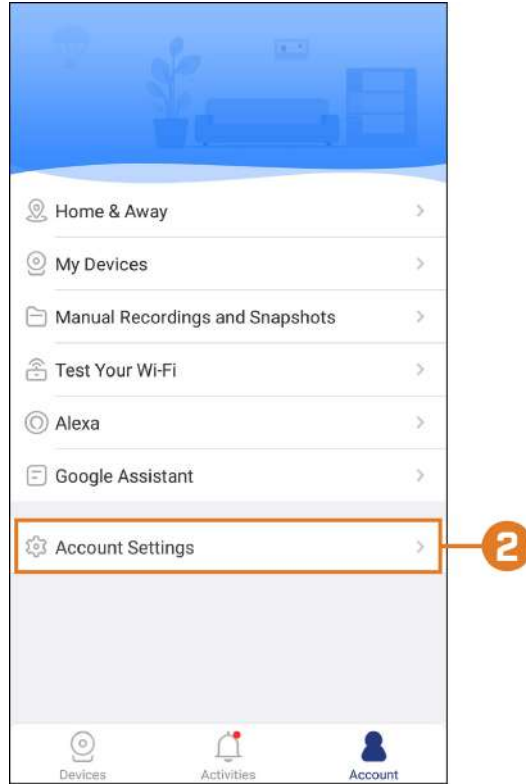 Home & Away
My Devices
Manual Recordings and Snapshots
Test Your Wi-Fi
Alexa
Google Assistant
Account Settings
2
Devices
Activities
Account